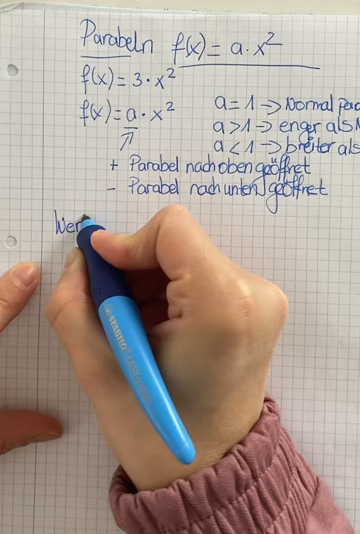 Parabeln f(x) = a · x²
f(x) = 3 · x²
f(x) = a · x²
a = 1 → Normal
a > 1 → enger als
a < 1 → breiter als
+ Parabel nach oben geöffnet
- Parabel nach unten geöffnet
Wer
STABILO